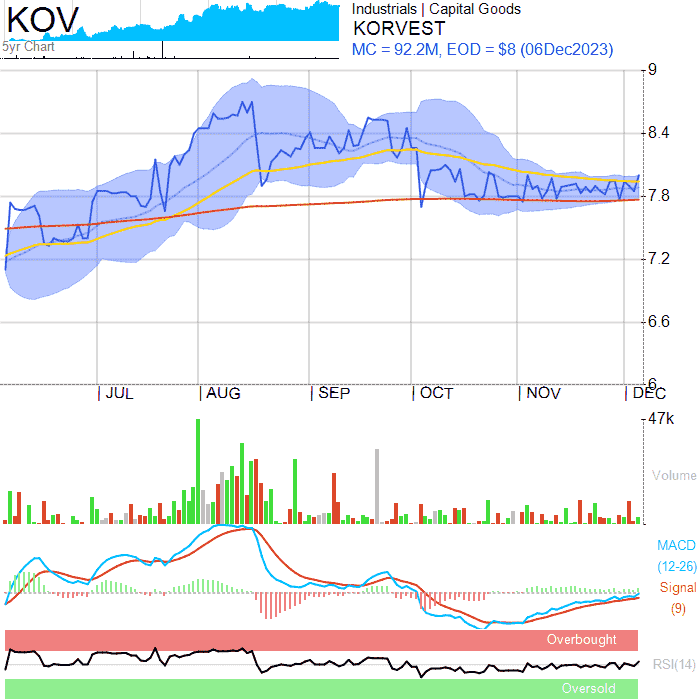 KOV
5yr Chart
Industrials | Capital Goods
KORVEST
MC = 92.2M, EOD = $8 (06Dec2023)
9
8.4
7.8
7.2
6.6
6
JUL AUG SEP OCT NOV DEC
47k
Volume
MACD
(12-26)
Signal
(9)
Overbought
RSI(14)
Oversold